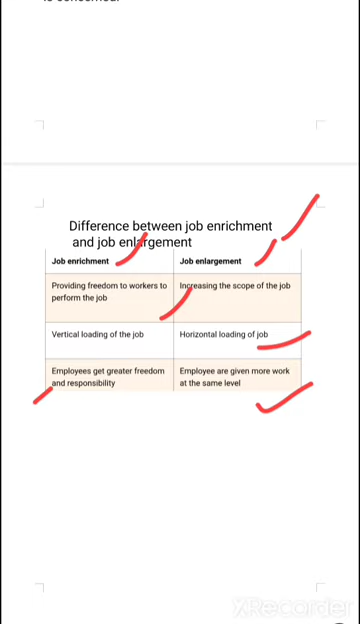 Difference between job enrichment
and job enlargement
Job enrichment
Job enlargement
Providing freedom to workers to
perform the job
Increasing the scope of the job
Vertical loading of the job
Horizontal loading of job
Employees get greater freedom
and responsibility
Employee are given more work
at the same level
XRecorder